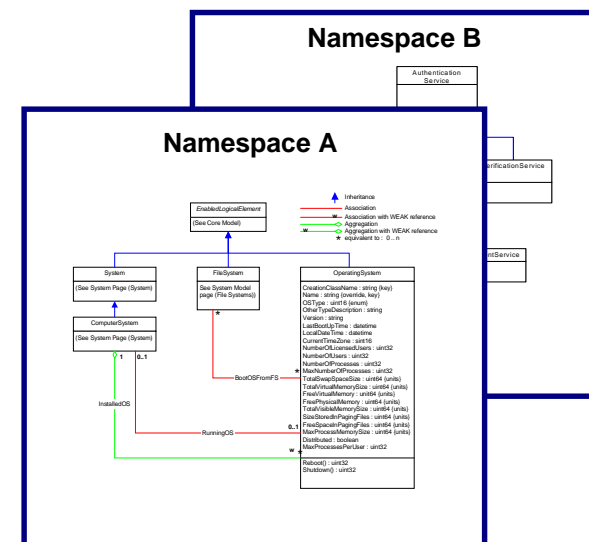 Namespace B
Authentication
Service
erificationService
ntService
Namespace A
Inheritance
Association
w Association with WEAK reference
Aggregation
w Aggregation with WEAK reference
* equivalent to : 0 .. n
EnabledLogicalElement
(See Core Model)
System
(See System Page (System)
FileSystem
See System Model
page (File Systems))
ComputerSystem
(See System Page (System)
OperatingSystem
CreationClassName : string {key}
Name : string {override, key}
OSType : uint16 {enum}
OtherTypeDescription : string
Version : string
LastBootUpTime : datetime
LocalDateTime : datetime
CurrentTimeZone : sint16
NumberOfLicensedUsers : uint32
NumberOfUsers : uint32
NumberOfProcesses : uint32
MaxNumberOfProcesses : uint32
TotalSwapSpaceSize : uint64 {units}
TotalVirtualMemorySize : uint64 {units}
FreeVirtualMemory : unit64 {units}
FreePhysicalMemory : uint64 {units}
TotalVisibleMemorySize : uint64 {units}
SizeStoredInPagingFiles : uint64 {units}
FreeSpaceInPagingFiles : uint64 {units}
MaxProcessMemorySize : uint64 {units}
Distributed : boolean
MaxProcessesPerUser : uint32
Reboot() : uint32
Shutdown() : uint32
*
1
0..1
BootOSFromFS
*
InstalledOS
RunningOS
0..1
w *